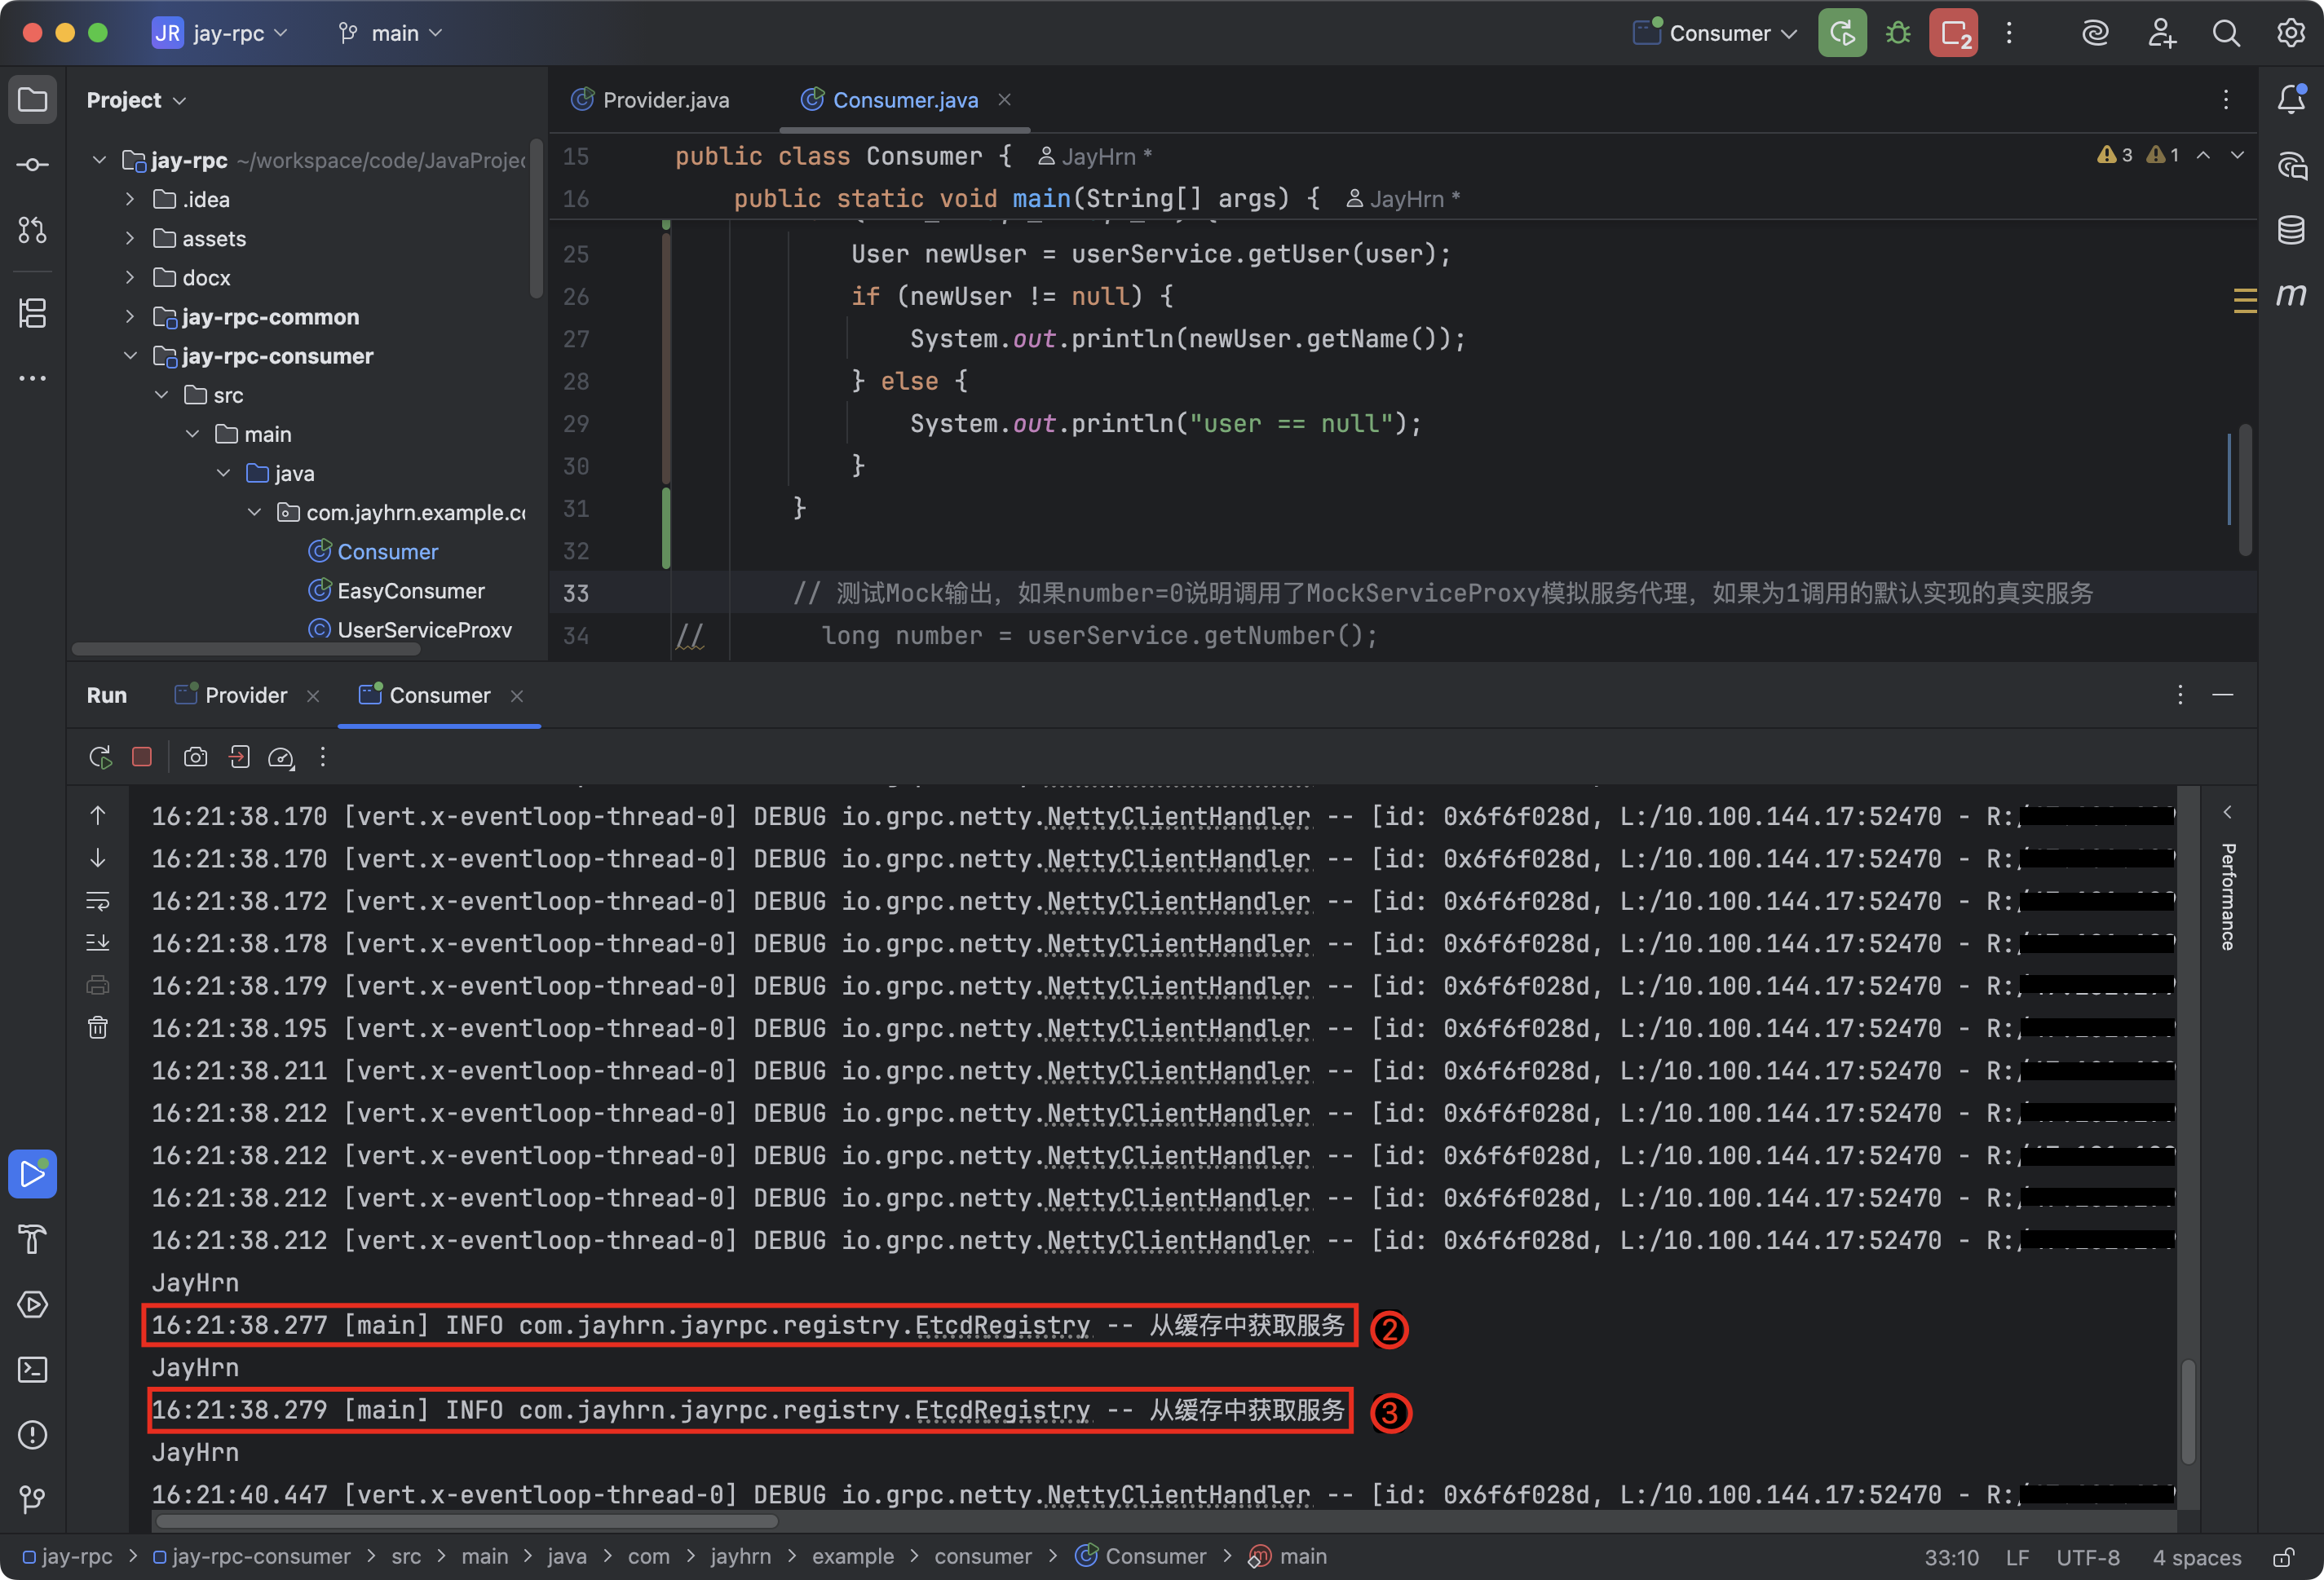 JR jay-rpc main Consumer 2
Project
Provider.java Consumer.java
jay-rpc ~/workspace/code/JavaProjec
.idea
assets
docx
jay-rpc-common
jay-rpc-consumer
src
main
java
com.jayhrn.example.co
Consumer
EasyConsumer
UserServiceProxy
15 public class Consumer { JayHrn * 3 1
16 public static void main(String[] args) { JayHrn *
25 User newUser = userService.getUser(user);
26 if (newUser != null) {
27 System.out.println(newUser.getName());
28 } else {
29 System.out.println("user == null");
30 }
31 }
32
33 // 测试Mock输出，如果number=0说明调用了MockServiceProxy模拟服务代理，如果为1调用的默认实现的真实服务
34 // long number = userService.getNumber();
m
Run Provider Consumer
16:21:38.170 [vert.x-eventloop-thread-0] DEBUG io.grpc.netty.NettyClientHandler -- [id: 0x6f6f028d, L:/10.100.144.17:52470 - R:/
16:21:38.170 [vert.x-eventloop-thread-0] DEBUG io.grpc.netty.NettyClientHandler -- [id: 0x6f6f028d, L:/10.100.144.17:52470 - R:/
16:21:38.172 [vert.x-eventloop-thread-0] DEBUG io.grpc.netty.NettyClientHandler -- [id: 0x6f6f028d, L:/10.100.144.17:52470 - R:/
16:21:38.178 [vert.x-eventloop-thread-0] DEBUG io.grpc.netty.NettyClientHandler -- [id: 0x6f6f028d, L:/10.100.144.17:52470 - R:/
16:21:38.179 [vert.x-eventloop-thread-0] DEBUG io.grpc.netty.NettyClientHandler -- [id: 0x6f6f028d, L:/10.100.144.17:52470 - R:/
16:21:38.195 [vert.x-eventloop-thread-0] DEBUG io.grpc.netty.NettyClientHandler -- [id: 0x6f6f028d, L:/10.100.144.17:52470 - R:/
16:21:38.211 [vert.x-eventloop-thread-0] DEBUG io.grpc.netty.NettyClientHandler -- [id: 0x6f6f028d, L:/10.100.144.17:52470 - R:/
16:21:38.212 [vert.x-eventloop-thread-0] DEBUG io.grpc.netty.NettyClientHandler -- [id: 0x6f6f028d, L:/10.100.144.17:52470 - R:/
16:21:38.212 [vert.x-eventloop-thread-0] DEBUG io.grpc.netty.NettyClientHandler -- [id: 0x6f6f028d, L:/10.100.144.17:52470 - R:/
16:21:38.212 [vert.x-eventloop-thread-0] DEBUG io.grpc.netty.NettyClientHandler -- [id: 0x6f6f028d, L:/10.100.144.17:52470 - R:/
16:21:38.212 [vert.x-eventloop-thread-0] DEBUG io.grpc.netty.NettyClientHandler -- [id: 0x6f6f028d, L:/10.100.144.17:52470 - R:/
JayHrn
16:21:38.277 [main] INFO com.jayhrn.jayrpc.registry.EtcdRegistry -- 从缓存中获取服务 ②
JayHrn
16:21:38.279 [main] INFO com.jayhrn.jayrpc.registry.EtcdRegistry -- 从缓存中获取服务 ③
JayHrn
16:21:40.447 [vert.x-eventloop-thread-0] DEBUG io.grpc.netty.NettyClientHandler -- [id: 0x6f6f028d, L:/10.100.144.17:52470 - R:/
Performance
jay-rpc > jay-rpc-consumer > src > main > java > com > jayhrn > example > consumer > Consumer > main 33:10 LF UTF-8 4 spaces